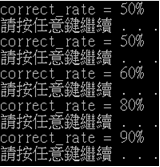 correct_rate = 50%
請按任意鍵繼續 . . .
correct_rate = 50%
請按任意鍵繼續 . . .
correct_rate = 60%
請按任意鍵繼續 . . .
correct_rate = 80%
請按任意鍵繼續 . . .
correct_rate = 90%
請按任意鍵繼續 . . .